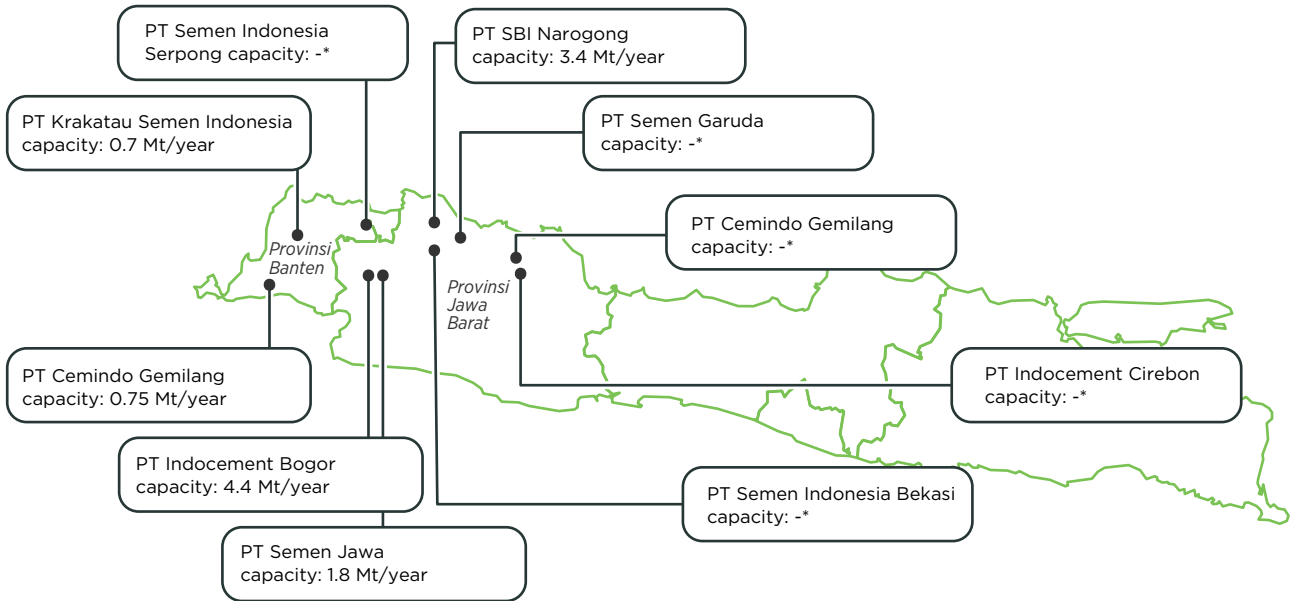 PT Semen Indonesia
Serpong capacity: -*
PT SBI Narogong
capacity: 3.4 Mt/year
PT Krakatau Semen Indonesia
capacity: 0.7 Mt/year
PT Semen Garuda
capacity: -*
PT Cemindo Gemilang
capacity: -*
Provinsi
Banten
Provinsi
Jawa
Barat
PT Cemindo Gemilang
capacity: 0.75 Mt/year
PT Indocement Cirebon
capacity: -*
PT Indocement Bogor
capacity: 4.4 Mt/year
PT Semen Indonesia Bekasi
capacity: -*
PT Semen Jawa
capacity: 1.8 Mt/year